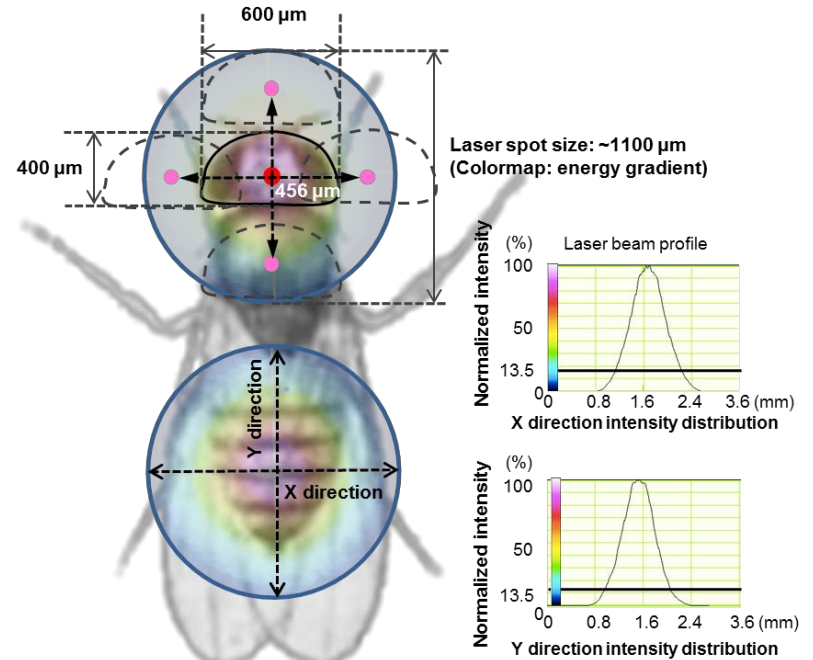 600 µm
400 µm
456 µm
Laser spot size: ~1100 µm
(Colormap: energy gradient)
Y direction
X direction
(%)
Laser beam profile
Normalized intensity
100
50
13.5
0
0 0.8 1.6 2.4 3.6 (mm)
X direction intensity distribution
(%)
Normalized intensity
100
50
13.5
0
0 0.8 1.6 2.4 3.6 (mm)
Y direction intensity distribution